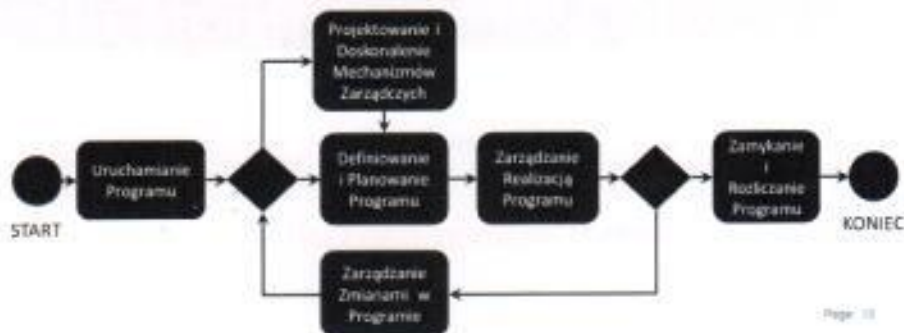 Projektowanie i
Doskonalenie
Mechanizmów
Zarządczych
Uruchamianie
Programu
Definiowanie
i Planowanie
Programu
Zarządzanie
Realizacją
Programu
Zamykanie
i
Rozliczanie
Programu
START
KONIEC
Zarządzanie
Zmianami w
Programie
Page